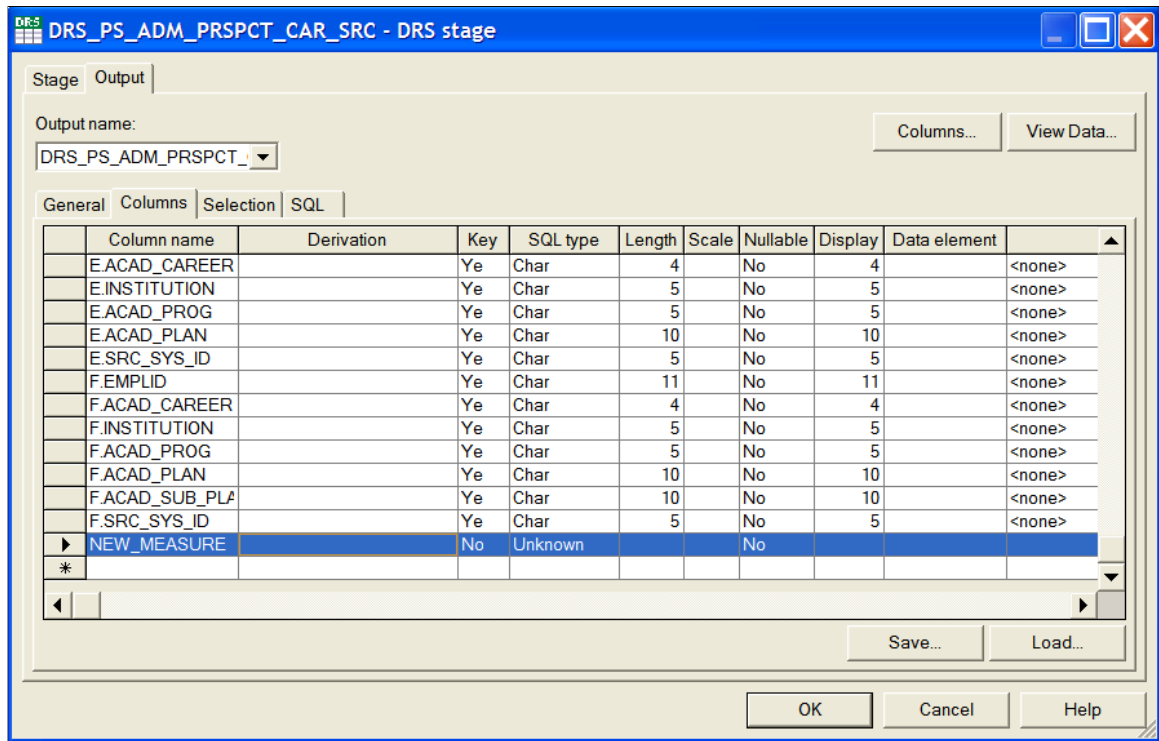 DRS DRS_PS_ADM_PRSPCT_CAR_SRC - DRS stage
Stage Output
Output name:
Columns... View Data...
DRS_PS_ADM_PRSPCT_
General Columns Selection SQL
Column name Derivation Key SQL type Length Scale Nullable Display Data element
E.ACAD_CAREER Ye Char 4 No 4 <none>
E.INSTITUTION Ye Char 5 No 5 <none>
E.ACAD_PROG Ye Char 5 No 5 <none>
E.ACAD_PLAN Ye Char 10 No 10 <none>
E.SRC_SYS_ID Ye Char 5 No 5 <none>
F.EMPLID Ye Char 11 No 11 <none>
F.ACAD_CAREER Ye Char 4 No 4 <none>
F.INSTITUTION Ye Char 5 No 5 <none>
F.ACAD_PROG Ye Char 5 No 5 <none>
F.ACAD_PLAN Ye Char 10 No 10 <none>
F.ACAD_SUB_PLA Ye Char 10 No 10 <none>
F.SRC_SYS_ID Ye Char 5 No 5 <none>
NEW_MEASURE No Unknown No
Save... Load...
OK Cancel Help